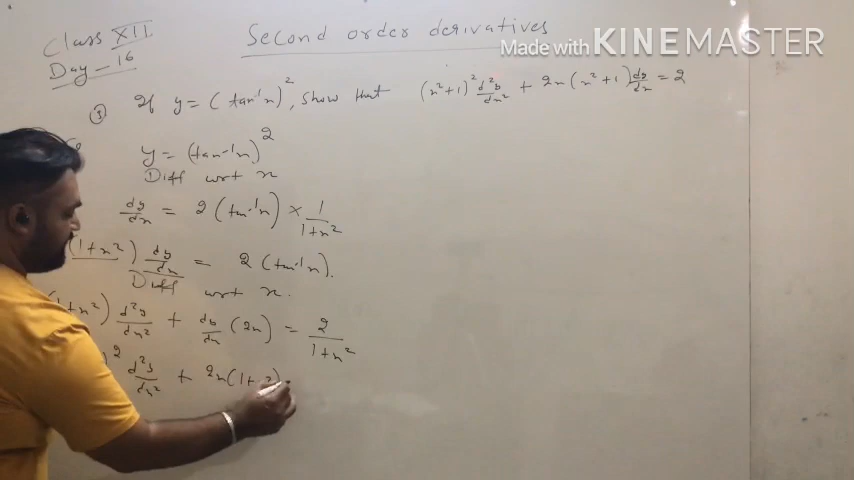 Class XII
Second order derivatives
Made with KINEMASTER
Day - 16
③ If y = (tan⁻¹x)², show that (x²+1)² d²y/dx² + 2x(x²+1) dy/dx = 2
y = (tan⁻¹x)²
Diff wrt x
dy/dx = 2(tan⁻¹x) × 1/1+x²
(1+x²) dy/dx = 2(tan⁻¹x).
Diff wrt x.
(1+x²) d²y/dx² + dy/dx (2x) = 2/1+x²
)² d²y/dx² + 2x(1+x²)